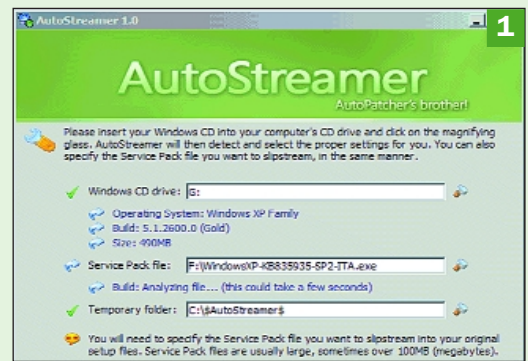 AutoStreamer 1.0
1
AutoStreamer
AutoPatcher's brother!
Please insert your Windows CD into your computer's CD drive and click on the magnifying
glass. AutoStreamer will then detect and select the proper settings for you. You can also
specify the Service Pack file you want to slipstream, in the same manner.
Windows CD drive: G:
Operating System: Windows XP Family
Build: 5.1.2600.0 (Gold)
Size: 490MB
Service Pack file: F:\WindowsXP-KB835935-SP2-ITA.exe
Build: Analyzing file... (this could take a few seconds)
Temporary folder: C:\$AutoStreamer$
You will need to specify the Service Pack file you want to slipstream into your original
setup files. Service Pack files are usually large, sometimes over 100MB (megabytes).